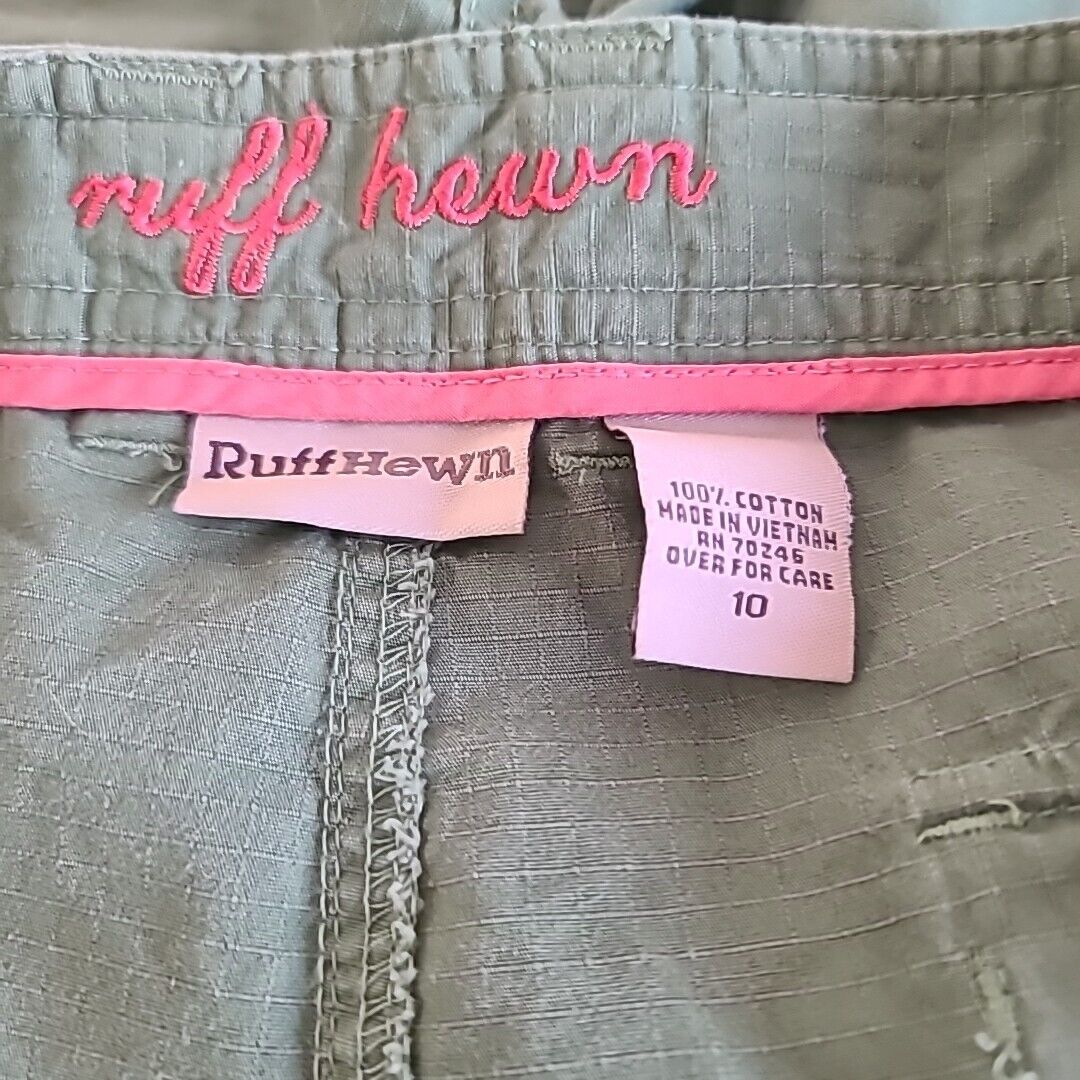 ruff hewn
RuffHewn
100% COTTON
MADE IN VIETNAM
RN 70246
OVER FOR CARE
10